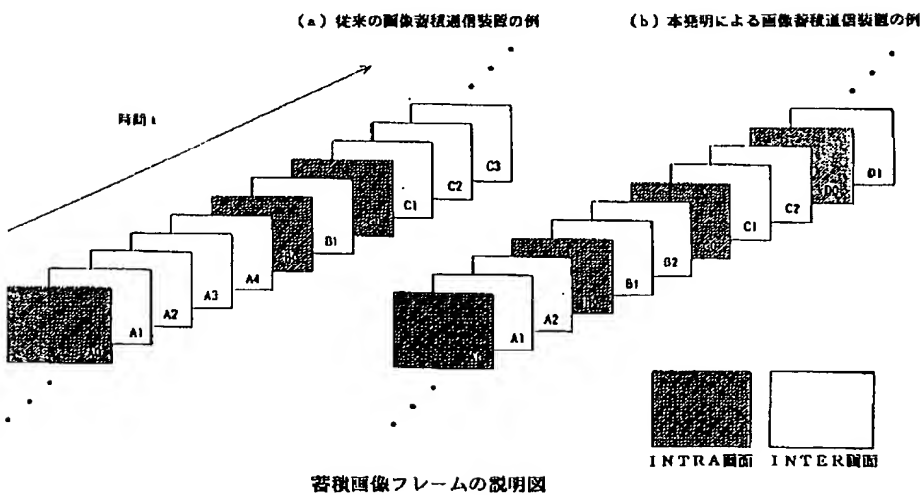 (a) 従来の画像蓄積通信装置の例
(b) 本発明による画像蓄積通信装置の例
時間 t
A1
A2
A3
A4
B1
C1
C2
C3
A1
A2
B1
B2
C1
C2
D0
D1
INTRA画面
INTER画面
蓄積画像フレームの説明図